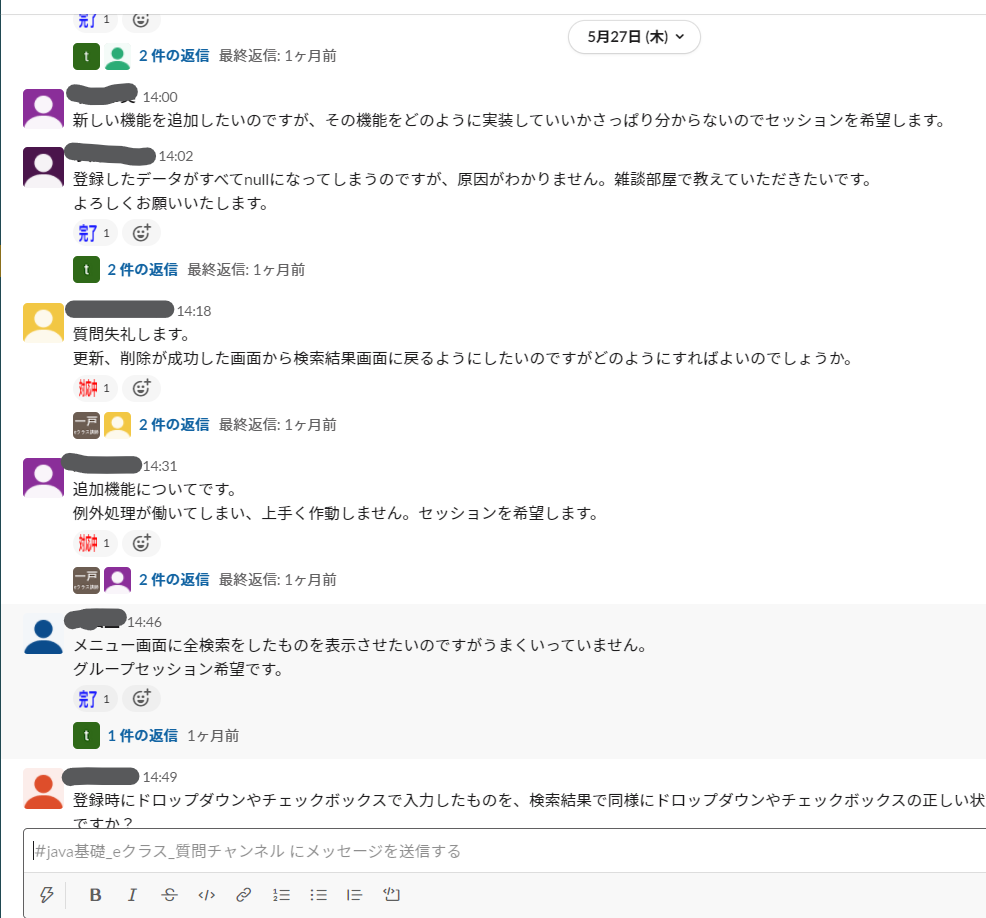 完了 1
5月27日 (木)
t 2 件の返信 最終返信: 1ヶ月前
14:00
新しい機能を追加したいのですが、その機能をどのように実装していいかさっぱり分からないのでセッションを希望します。
14:02
登録したデータがすべてnullになってしまうのですが、原因がわかりません。雑談部屋で教えていただきたいです。
よろしくお願いいたします。
完了 1
t 2 件の返信 最終返信: 1ヶ月前
14:18
質問失礼します。
更新、削除が成功した画面から検索結果画面に戻るようにしたいのですがどのようにすればよいのでしょうか。
対応中 1
一戸 2 件の返信 最終返信: 1ヶ月前
14:31
追加機能についてです。
例外処理が働いてしまい、上手く作動しません。セッションを希望します。
対応中 1
一戸 2 件の返信 最終返信: 1ヶ月前
14:46
メニュー画面に全検索をしたものを表示させたいのですがうまくいっていません。
グループセッション希望です。
完了 1
t 1 件の返信 1ヶ月前
14:49
登録時にドロップダウンやチェックボックスで入力したものを、検索結果で同様にドロップダウンやチェックボックスの正しい状
ですか？
#java基礎_eクラス_質問チャンネル にメッセージを送信する
B I S </>